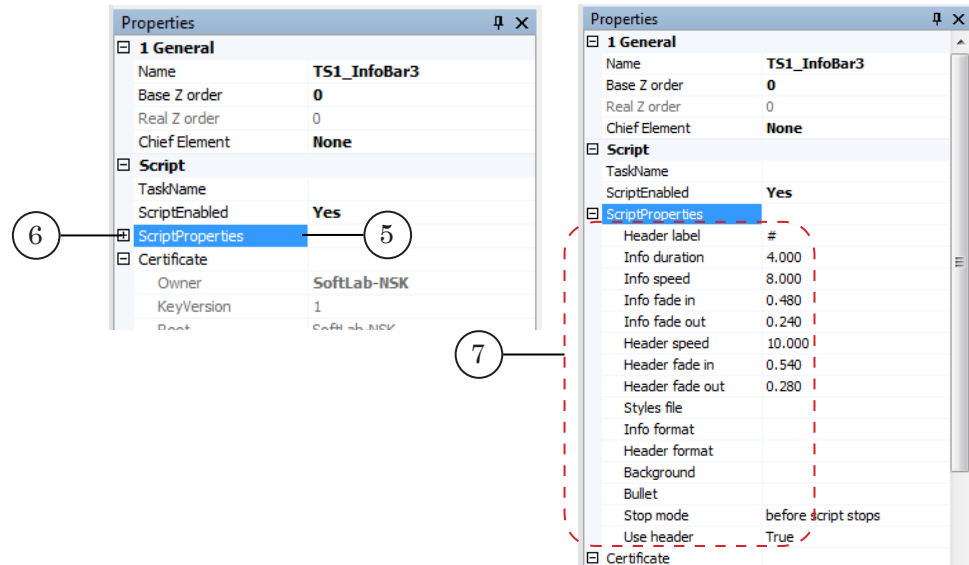 Properties
1 General
Name TS1_InfoBar3
Base Z order 0
Real Z order 0
Chief Element None
Script
TaskName
ScriptEnabled Yes
6 ScriptProperties 5
Certificate
Owner SoftLab-NSK
KeyVersion 1
Root SoftLab-NSK
Properties
1 General
Name TS1_InfoBar3
Base Z order 0
Real Z order 0
Chief Element None
Script
TaskName
ScriptEnabled Yes
ScriptProperties
Header label #
Info duration 4.000
Info speed 8.000
Info fade in 0.480
Info fade out 0.240
Header speed 10.000
7
Header fade in 0.540
Header fade out 0.280
Styles file
Info format
Header format
Background
Bullet
Stop mode before script stops
Use header True
Certificate